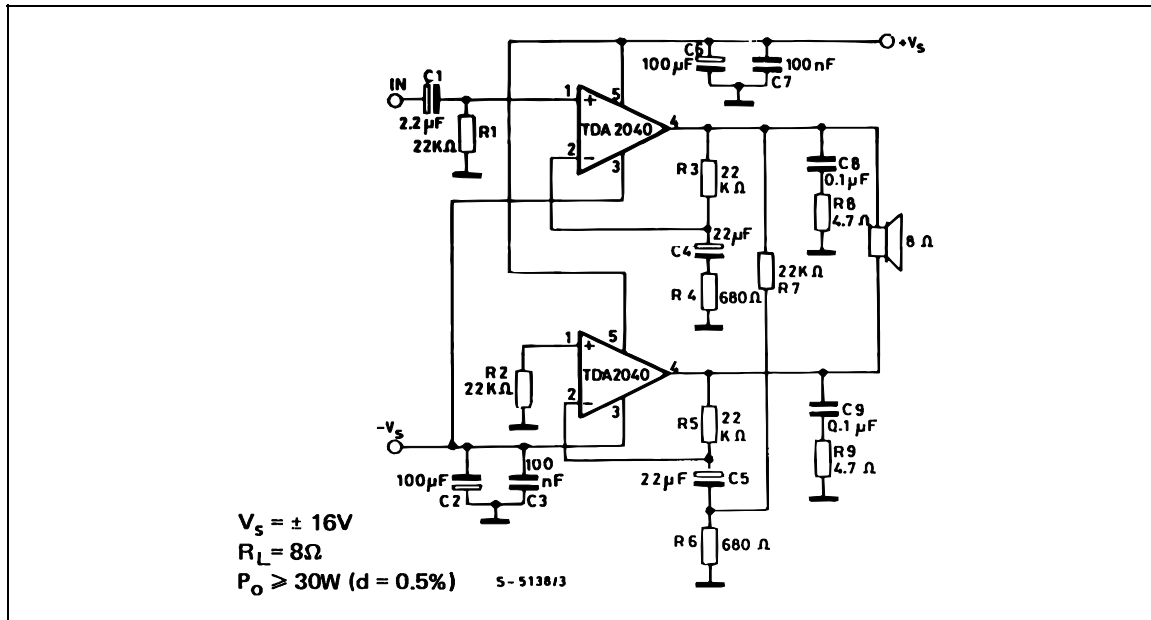 +Vs
C6
100µF
100nF
C7
IN
C1
2.2µF
22KΩ
R1
1
+
5
TDA2040
4
2
-
3
R3
22
KΩ
C8
0.1µF
R8
4.7Ω
22µF
C4
8Ω
22KΩ
R7
R4
680Ω
1
+
5
TDA2040
4
2
-
3
R2
22KΩ
R5
22
KΩ
C9
0.1µF
R9
4.7Ω
-Vs
100µF
C2
100
nF
C3
22µF
C5
R6
680Ω
Vs = ± 16V
RL = 8Ω
Po ⩾ 30W (d = 0.5%)
S-5138/3